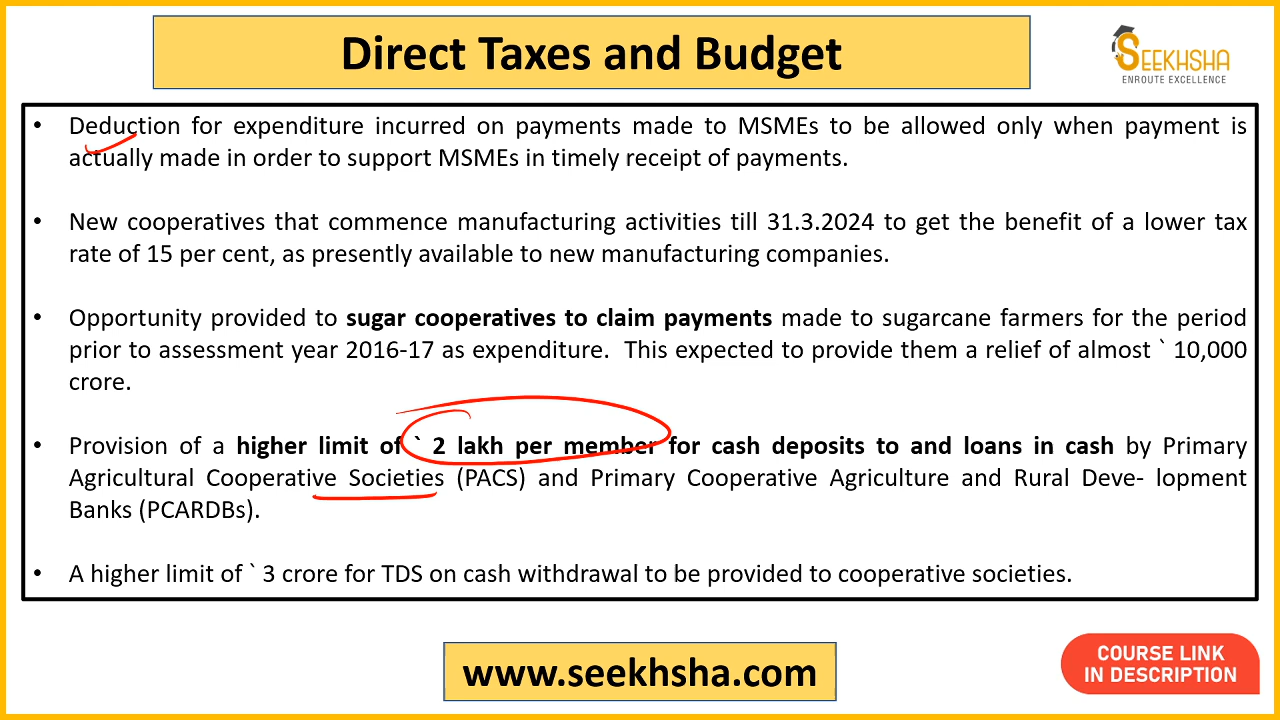 Direct Taxes and Budget
SEEKHSHA
ENROUTE EXCELLENCE
• Deduction for expenditure incurred on payments made to MSMEs to be allowed only when payment is
actually made in order to support MSMEs in timely receipt of payments.
• New cooperatives that commence manufacturing activities till 31.3.2024 to get the benefit of a lower tax
rate of 15 per cent, as presently available to new manufacturing companies.
• Opportunity provided to sugar cooperatives to claim payments made to sugarcane farmers for the period
prior to assessment year 2016-17 as expenditure. This expected to provide them a relief of almost ` 10,000
crore.
• Provision of a higher limit of ` 2 lakh per member for cash deposits to and loans in cash by Primary
Agricultural Cooperative Societies (PACS) and Primary Cooperative Agriculture and Rural Deve- lopment
Banks (PCARDBs).
• A higher limit of ` 3 crore for TDS on cash withdrawal to be provided to cooperative societies.
www.seekhsha.com
COURSE LINK
IN DESCRIPTION